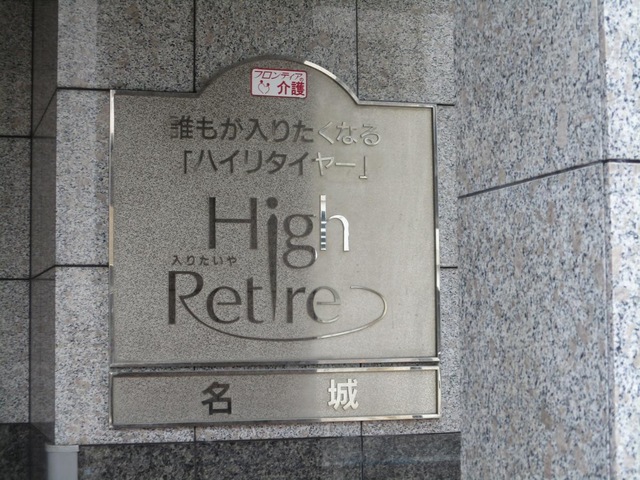 フロンティアの
介護
誰もが入りたくなる
「ハイリタイヤー」
High
入りたいや
Retire
名城